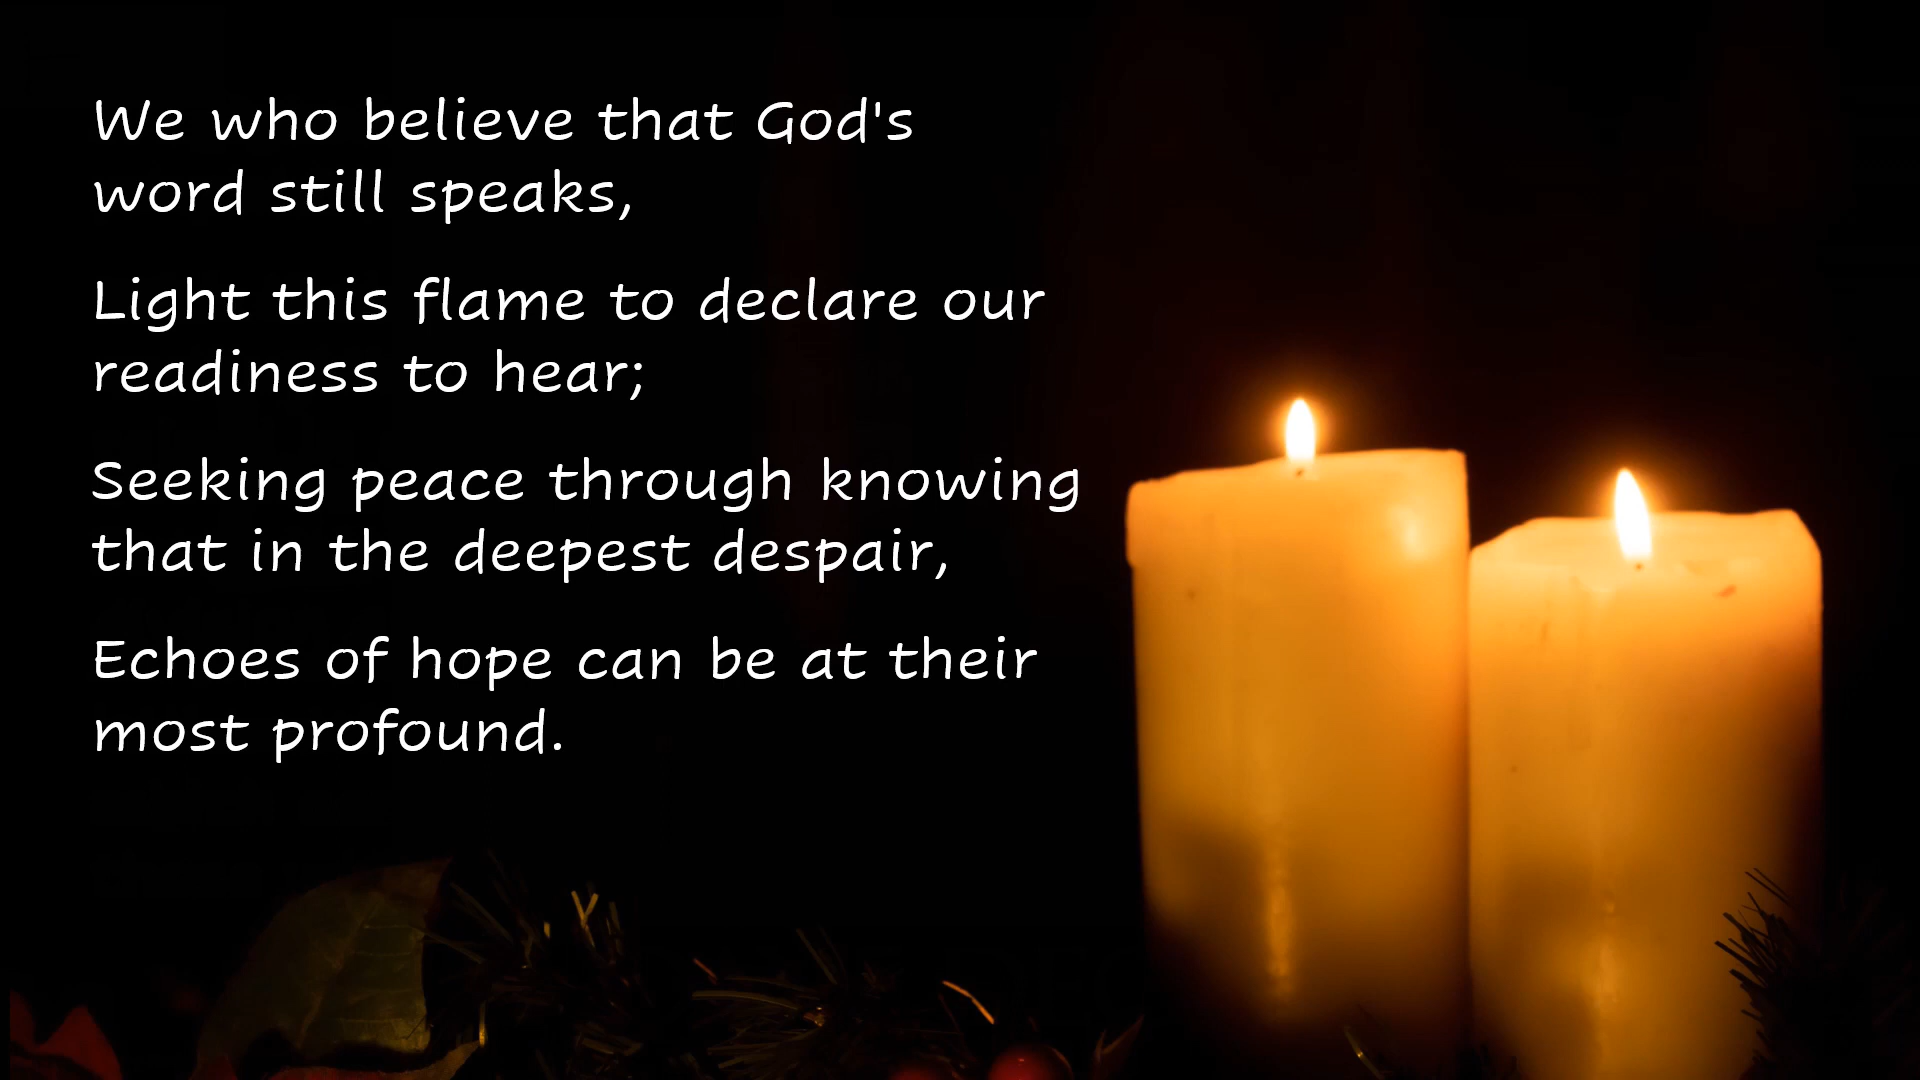 We who believe that God's
word still speaks,
Light this flame to declare our
readiness to hear;
Seeking peace through knowing
that in the deepest despair,
Echoes of hope can be at their
most profound.